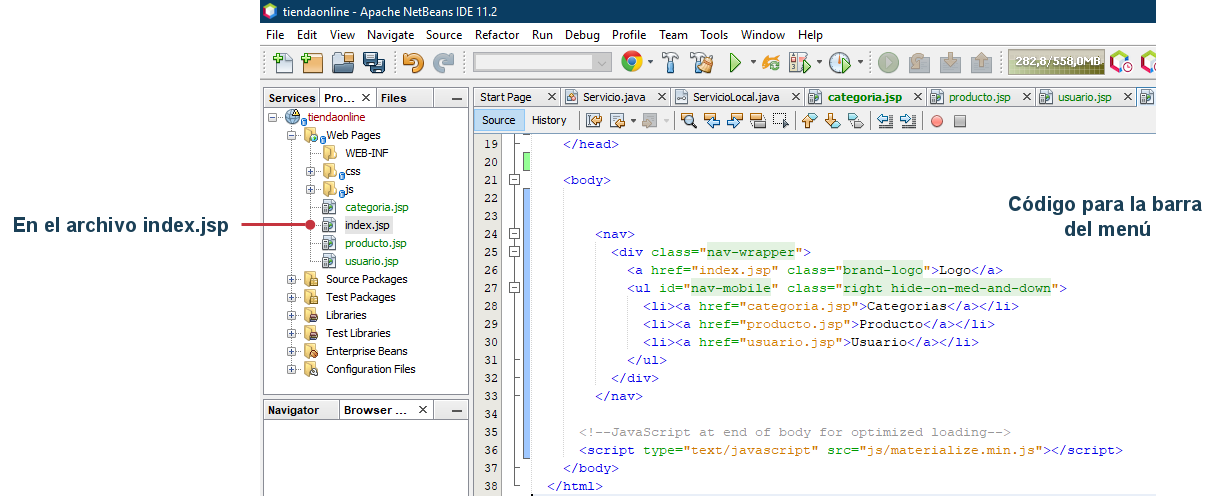 tiendaonline - Apache NetBeans IDE 11.2
File Edit View Navigate Source Refactor Run Debug Profile Team Tools Window Help
282,8/558,0MB
Services Pro... × Files
Start Page × Servicio.java × ServicioLocal.java × categoria.jsp × producto.jsp × usuario.jsp ×
Source History
tiendaonline
Web Pages
WEB-INF
css
js
categoria.jsp
index.jsp
producto.jsp
usuario.jsp
Source Packages
Test Packages
Libraries
Test Libraries
Enterprise Beans
Configuration Files
Navigator Browser ... ×
En el archivo index.jsp
19 </head>
20
21 <body>
22
23
24 <nav>
25 <div class="nav-wrapper">
26 <a href="index.jsp" class="brand-logo">Logo</a>
27 <ul id="nav-mobile" class="right hide-on-med-and-down">
28 <li><a href="categoria.jsp">Categorias</a></li>
29 <li><a href="producto.jsp">Producto</a></li>
30 <li><a href="usuario.jsp">Usuario</a></li>
31 </ul>
32 </div>
33 </nav>
34
35 <!--JavaScript at end of body for optimized loading-->
36 <script type="text/javascript" src="js/materialize.min.js"></script>
37 </body>
38 </html>
Código para la barra
del menú